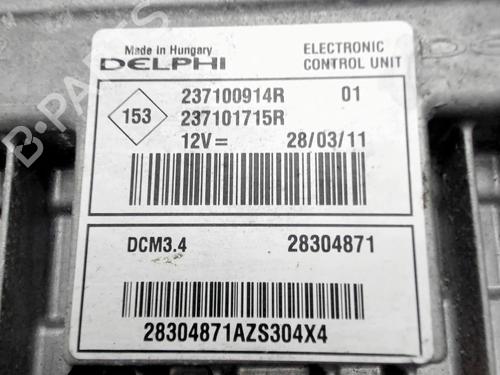 Made in Hungary
DELPHI
ELECTRONIC
CONTROL UNIT
153
237100914R 01
237101715R
12V= 28/03/11
DCM3.4 28304871
28304871AZS304X4
B-PARTS